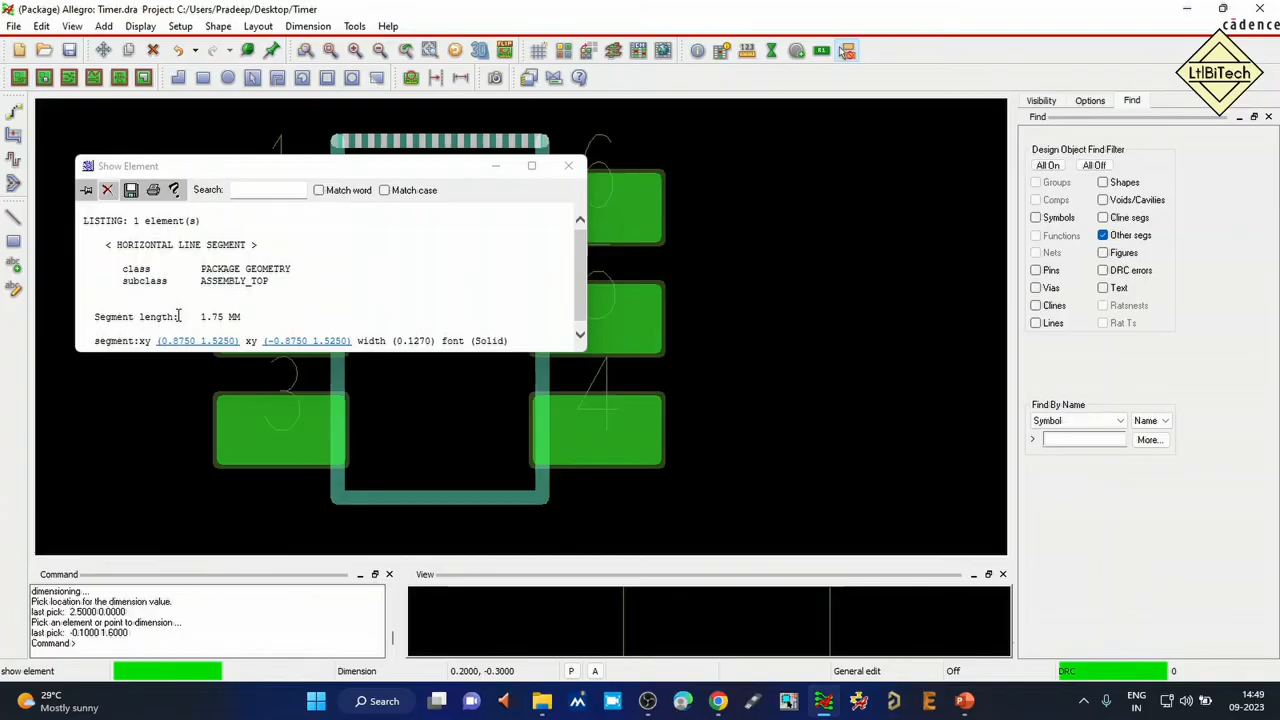 (Package) Allegro: Timer.dra Project: C:/Users/Pradeep/Desktop/Timer
File Edit View Add Display Setup Shape Layout Dimension Tools Help
cādence
LtlBiTech
Visibility Options Find
Find
Design Object Find Filter
All On All Off
Groups Shapes
Comps Voids/Cavities
Symbols Cline segs
Functions Other segs
Nets Figures
Pins DRC errors
Vias Text
Clines Ratsnests
Lines Rat Ts
Find By Name
Symbol Name
> More...
Show Element
Search: Match word Match case
LISTING: 1 element(s)
< HORIZONTAL LINE SEGMENT >
class PACKAGE GEOMETRY
subclass ASSEMBLY_TOP
Segment length: 1.75 MM
segment:xy (0.8750 1.5250) xy (-0.8750 1.5250) width (0.1270) font (Solid)
3 4
Command
dimensioning ...
Pick location for the dimension value.
last pick: 2.5000 0.0000
Pick an element or point to dimension ...
last pick: -0.1000 1.6000
Command >
View
show element Dimension 0.2000, -0.3000 P A General edit Off DRC 0
29°C
Mostly sunny
Search
ENG
IN
14:49
-09-2023